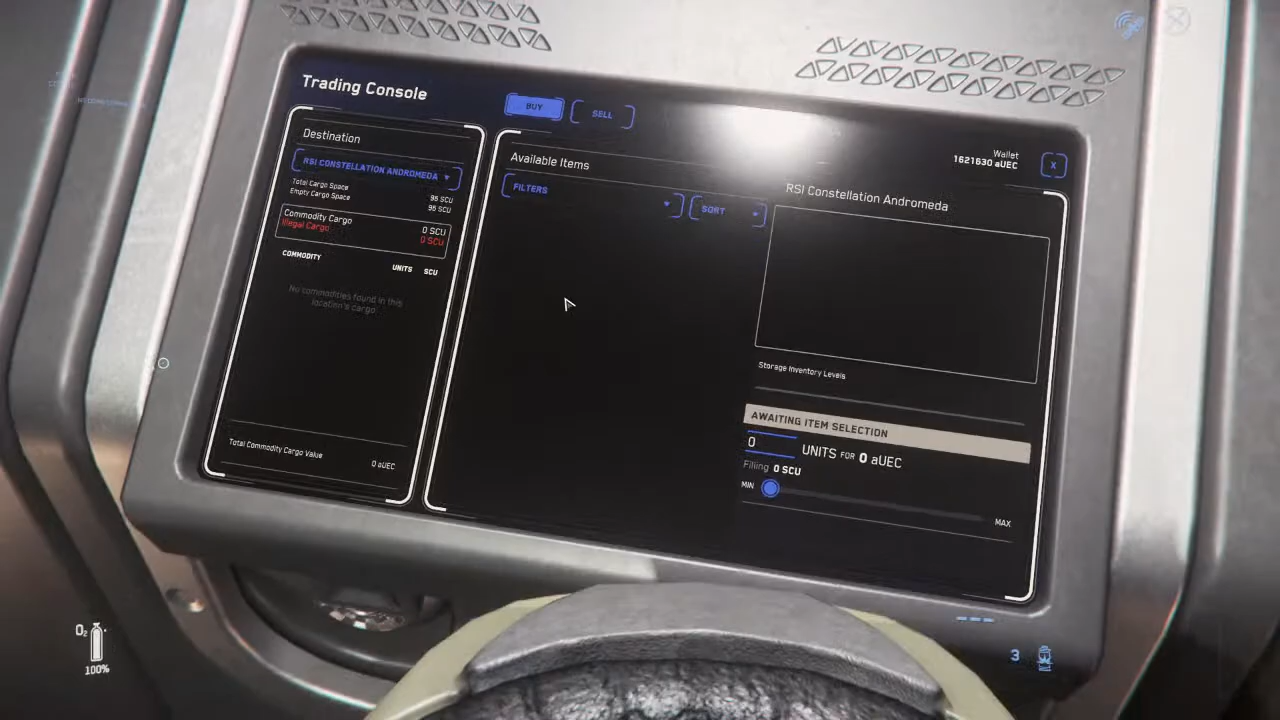 Trading Console
BUY
SELL
Wallet
1621630 aUEC
X
Destination
RSI CONSTELLATION ANDROMEDA
Total Cargo Space 96 SCU
Empty Cargo Space 96 SCU
Commodity Cargo 0 SCU
Illegal Cargo 0 SCU
COMMODITY UNITS SCU
No commodities found in this
location's cargo
Total Commodity Cargo Value 0 aUEC
Available Items
FILTERS
SORT
RSI Constellation Andromeda
Storage Inventory Levels
AWAITING ITEM SELECTION
0 UNITS FOR 0 aUEC
Filling 0 SCU
MIN
MAX
O2
100%
3